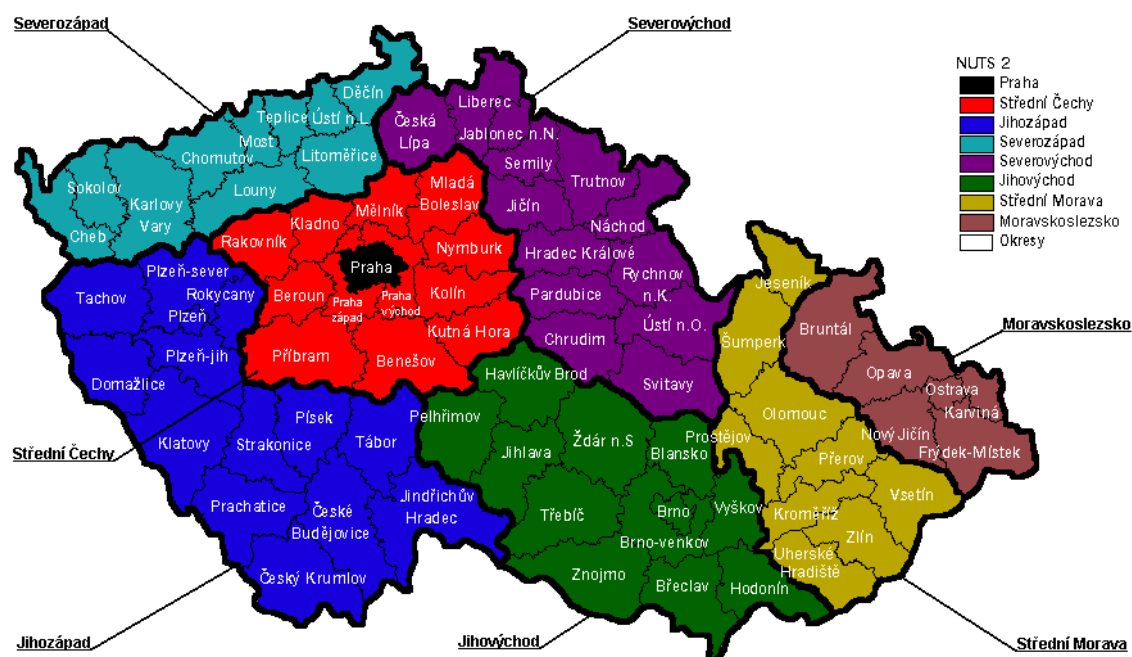 Severozápad
Severovýchod
NUTS 2
Praha
Střední Čechy
Jihozápad
Severozápad
Severovýchod
Jihovýchod
Střední Morava
Moravskoslezsko
Okresy
Děčín
Teplice
Ústí n.L.
Most
Chomutov
Litoměřice
Louny
Sokolov
Karlovy
Vary
Cheb
Liberec
Česká
Lípa
Jablonec n.N.
Semily
Trutnov
Jičín
Náchod
Hradec Králové
Rychnov
n.K.
Pardubice
Ústí n.O.
Chrudim
Svitavy
Mladá
Boleslav
Mělník
Kladno
Rakovník
Nymburk
Praha
Beroun
Praha
západ
Praha
východ
Kolín
Kutná Hora
Příbram
Benešov
Plzeň-sever
Tachov
Rokycany
Plzeň
Plzeň-jih
Domažlice
Klatovy
Písek
Strakonice
Tábor
Prachatice
České
Budějovice
Jindřichův
Hradec
Český Krumlov
Havlíčkův Brod
Pelhřimov
Jihlava
Ždár n.S
Blansko
Třebíč
Brno
Vyškov
Brno-venkov
Znojmo
Břeclav
Hodonín
Jeseník
Šumperk
Olomouc
Prostějov
Přerov
Kroměříž
Vsetín
Zlín
Uherské
Hradiště
Bruntál
Opava
Ostrava
Karviná
Nový Jičín
Frýdek-Místek
Moravskoslezsko
Střední Čechy
Jihozápad
Jihovýchod
Střední Morava